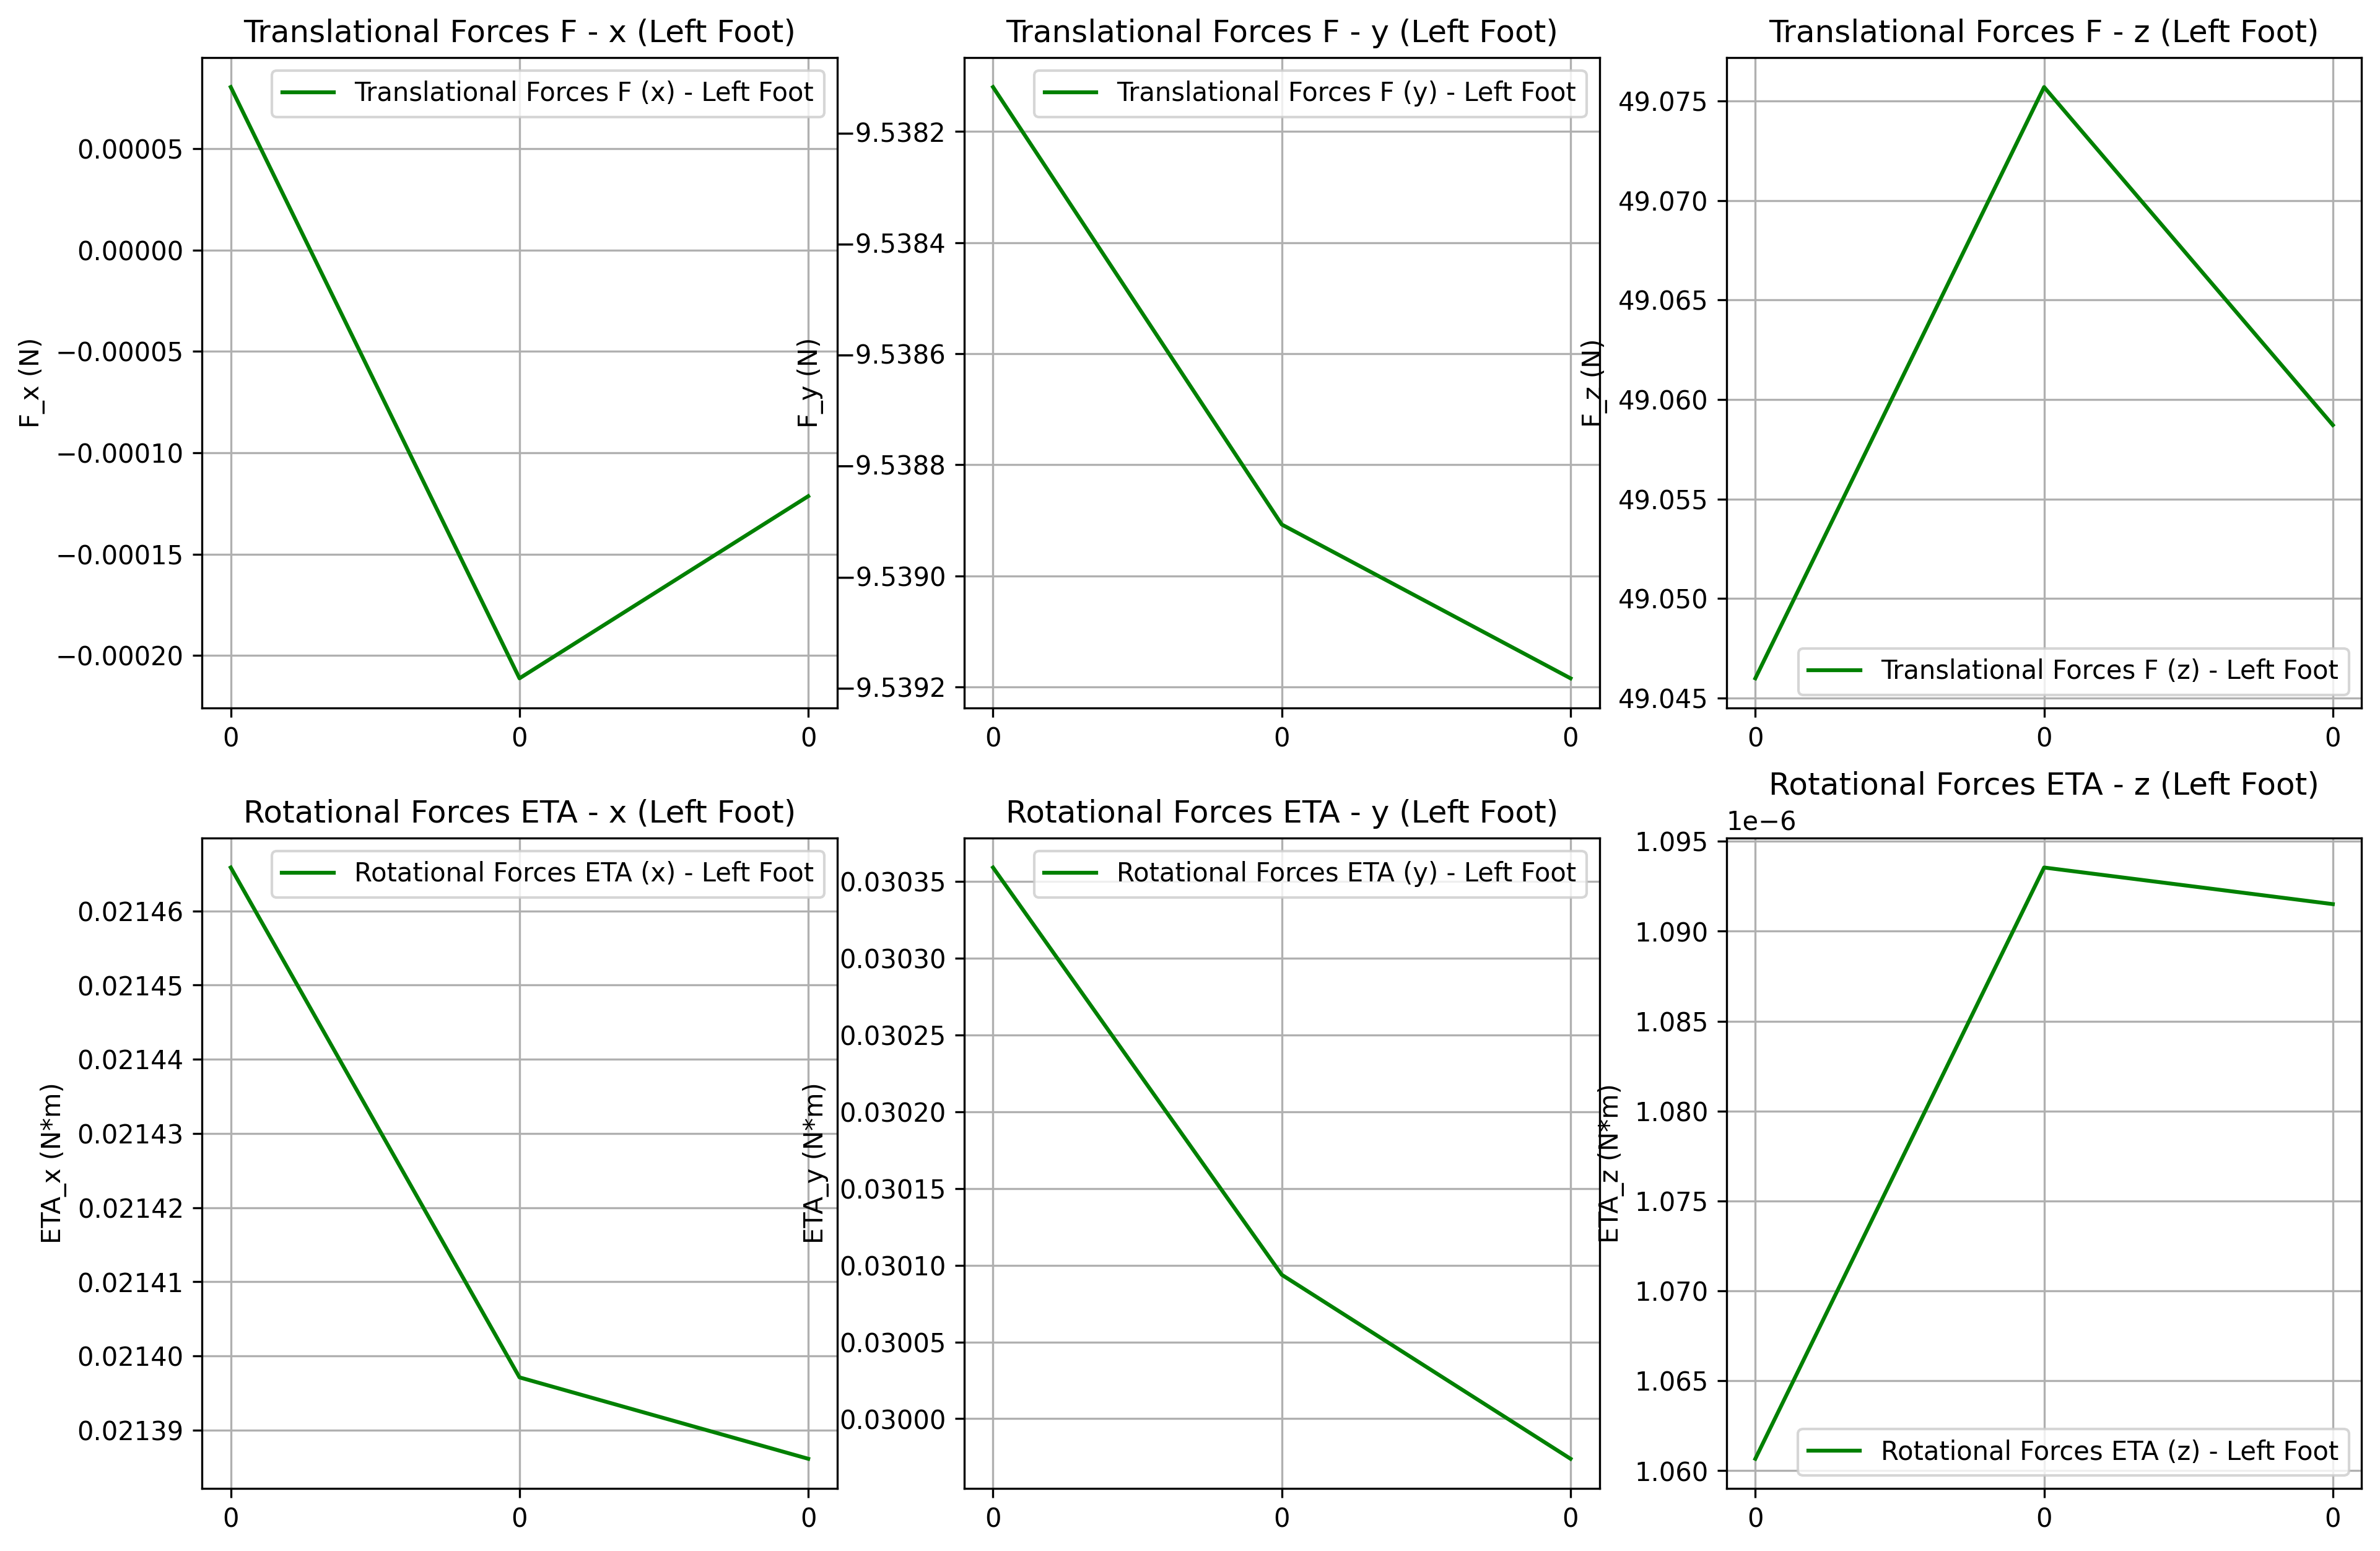 Translational Forces F - x (Left Foot)
Translational Forces F (x) - Left Foot
F_x (N)
0.00005
0.00000
−0.00005
−0.00010
−0.00015
−0.00020
0 0 0
Translational Forces F - y (Left Foot)
Translational Forces F (y) - Left Foot
F_y (N)
−9.5382
−9.5384
−9.5386
−9.5388
−9.5390
−9.5392
0 0 0
Translational Forces F - z (Left Foot)
F_z (N)
49.075
49.070
49.065
49.060
49.055
49.050
49.045
Translational Forces F (z) - Left Foot
0 0 0
Rotational Forces ETA - x (Left Foot)
Rotational Forces ETA (x) - Left Foot
ETA_x (N*m)
0.02146
0.02145
0.02144
0.02143
0.02142
0.02141
0.02140
0.02139
0 0 0
Rotational Forces ETA - y (Left Foot)
Rotational Forces ETA (y) - Left Foot
ETA_y (N*m)
0.03035
0.03030
0.03025
0.03020
0.03015
0.03010
0.03005
0.03000
0 0 0
Rotational Forces ETA - z (Left Foot)
1e−6
ETA_z (N*m)
1.095
1.090
1.085
1.080
1.075
1.070
1.065
1.060
Rotational Forces ETA (z) - Left Foot
0 0 0